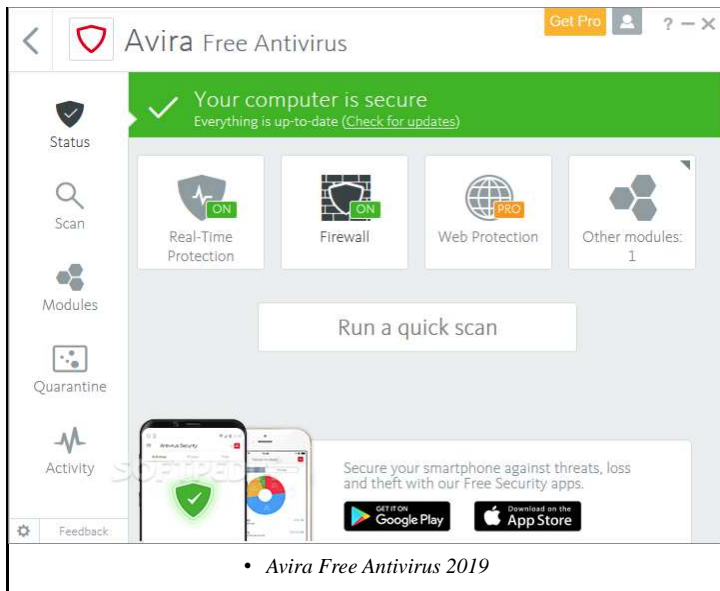 Get Pro
? – ×
Avira Free Antivirus
Your computer is secure
Everything is up-to-date (Check for updates)
Status
Scan
Modules
Quarantine
Activity
Feedback
ON
Real-Time
Protection
ON
Firewall
PRO
Web Protection
Other modules:
1
Run a quick scan
Antivirus Security
SOFTPED
Secure your smartphone against threats, loss
and theft with our Free Security apps.
GET IT ON
Google Play
Download on the
App Store
• Avira Free Antivirus 2019